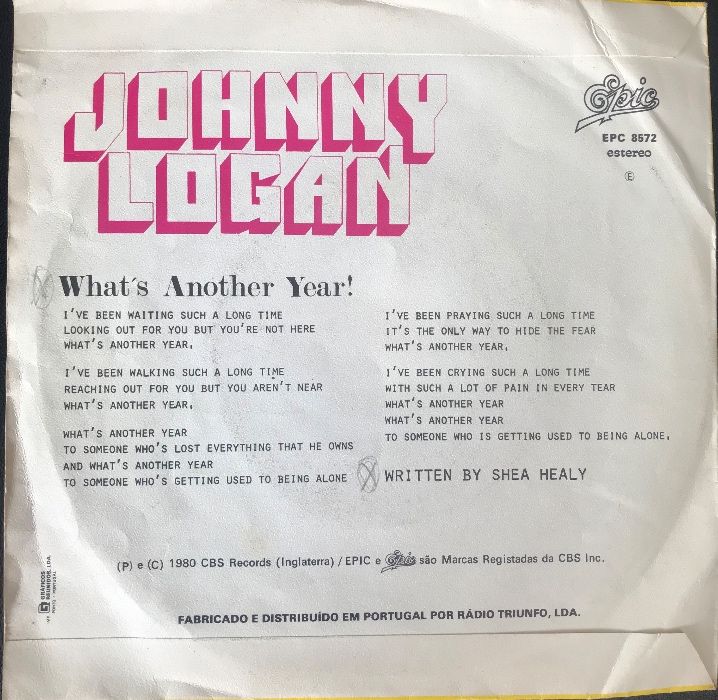 JOHNNY
LOGAN
Epic
EPC 8572
estereo
Ⓔ
What's Another Year!
I'VE BEEN WAITING SUCH A LONG TIME
LOOKING OUT FOR YOU BUT YOU'RE NOT HERE
WHAT'S ANOTHER YEAR.
I'VE BEEN WALKING SUCH A LONG TIME
REACHING OUT FOR YOU BUT YOU AREN'T NEAR
WHAT'S ANOTHER YEAR.
WHAT'S ANOTHER YEAR
TO SOMEONE WHO'S LOST EVERYTHING THAT HE OWNS
AND WHAT'S ANOTHER YEAR
TO SOMEONE WHO'S GETTING USED TO BEING ALONE
I'VE BEEN PRAYING SUCH A LONG TIME
IT'S THE ONLY WAY TO HIDE THE FEAR
WHAT'S ANOTHER YEAR.
I'VE BEEN CRYING SUCH A LONG TIME
WITH SUCH A LOT OF PAIN IN EVERY TEAR
WHAT'S ANOTHER YEAR
WHAT'S ANOTHER YEAR
TO SOMEONE WHO IS GETTING USED TO BEING ALONE.
WRITTEN BY SHEA HEALY
(P) e (C) 1980 CBS Records (Inglaterra) / EPIC e Epic são Marcas Registadas da CBS Inc.
FABRICADO E DISTRIBUÍDO EM PORTUGAL POR RÁDIO TRIUNFO, LDA.
GRÁFICOS
REUNIDOS, LDA.
PORTO - PORTUGAL